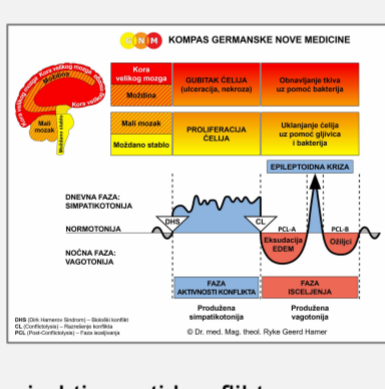 GNM KOMPAS GERMANSKE NOVE MEDICINE
Kora velikog mozga
Moždina
Kora velikog mozga
Mali mozak
Moždano stablo
Kora
velikog mozga
Moždina
GUBITAK ĆELIJA
(ulceracija, nekroza)
Obnavljanje tkiva
uz pomoć bakterija
Mali mozak
Moždano stablo
PROLIFERACIJA
ĆELIJA
Uklanjanje ćelija
uz pomoć gljivica
i bakterija
EPILEPTOIDNA KRIZA
DNEVNA FAZA:
SIMPATIKOTONIJA
NORMOTONIJA
NOĆNA FAZA:
VAGOTONIJA
DHS
CL
PCL-A
PCL-B
Eksudacija
EDEM
Ožiljci
FAZA
AKTIVNOSTI KONFLIKTA
FAZA
ISCELJENJA
Produžena
simpatikotonija
Produžena
vagotonija
DHS (Dirk Hamerov Sindrom) – Biološki konflikt
CL (Conflictolysis) – Razrešenje konflikta
PCL (Post-Conflictolysis) – Faza isceljivanja
© Dr. med. Mag. theol. Ryke Geerd Hamer